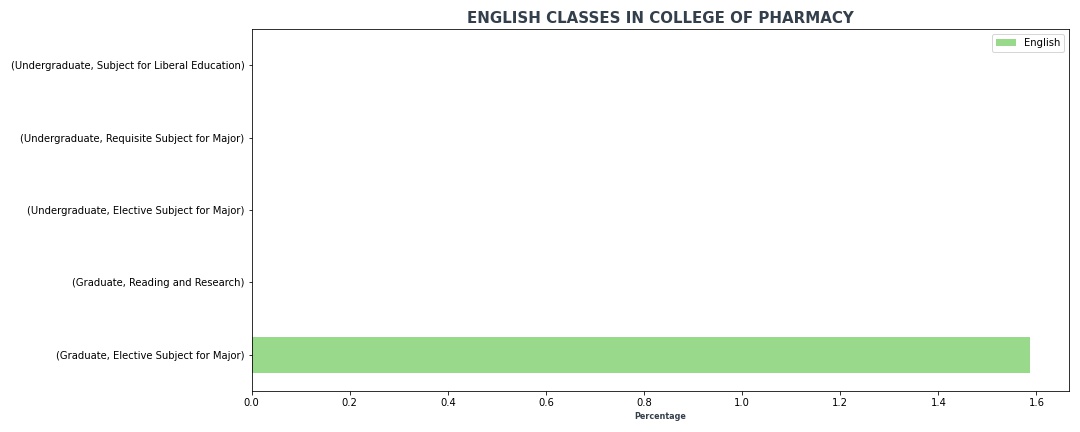 ENGLISH CLASSES IN COLLEGE OF PHARMACY
English
(Undergraduate, Subject for Liberal Education)
(Undergraduate, Requisite Subject for Major)
(Undergraduate, Elective Subject for Major)
(Graduate, Reading and Research)
(Graduate, Elective Subject for Major)
0.0 0.2 0.4 0.6 0.8 1.0 1.2 1.4 1.6
Percentage